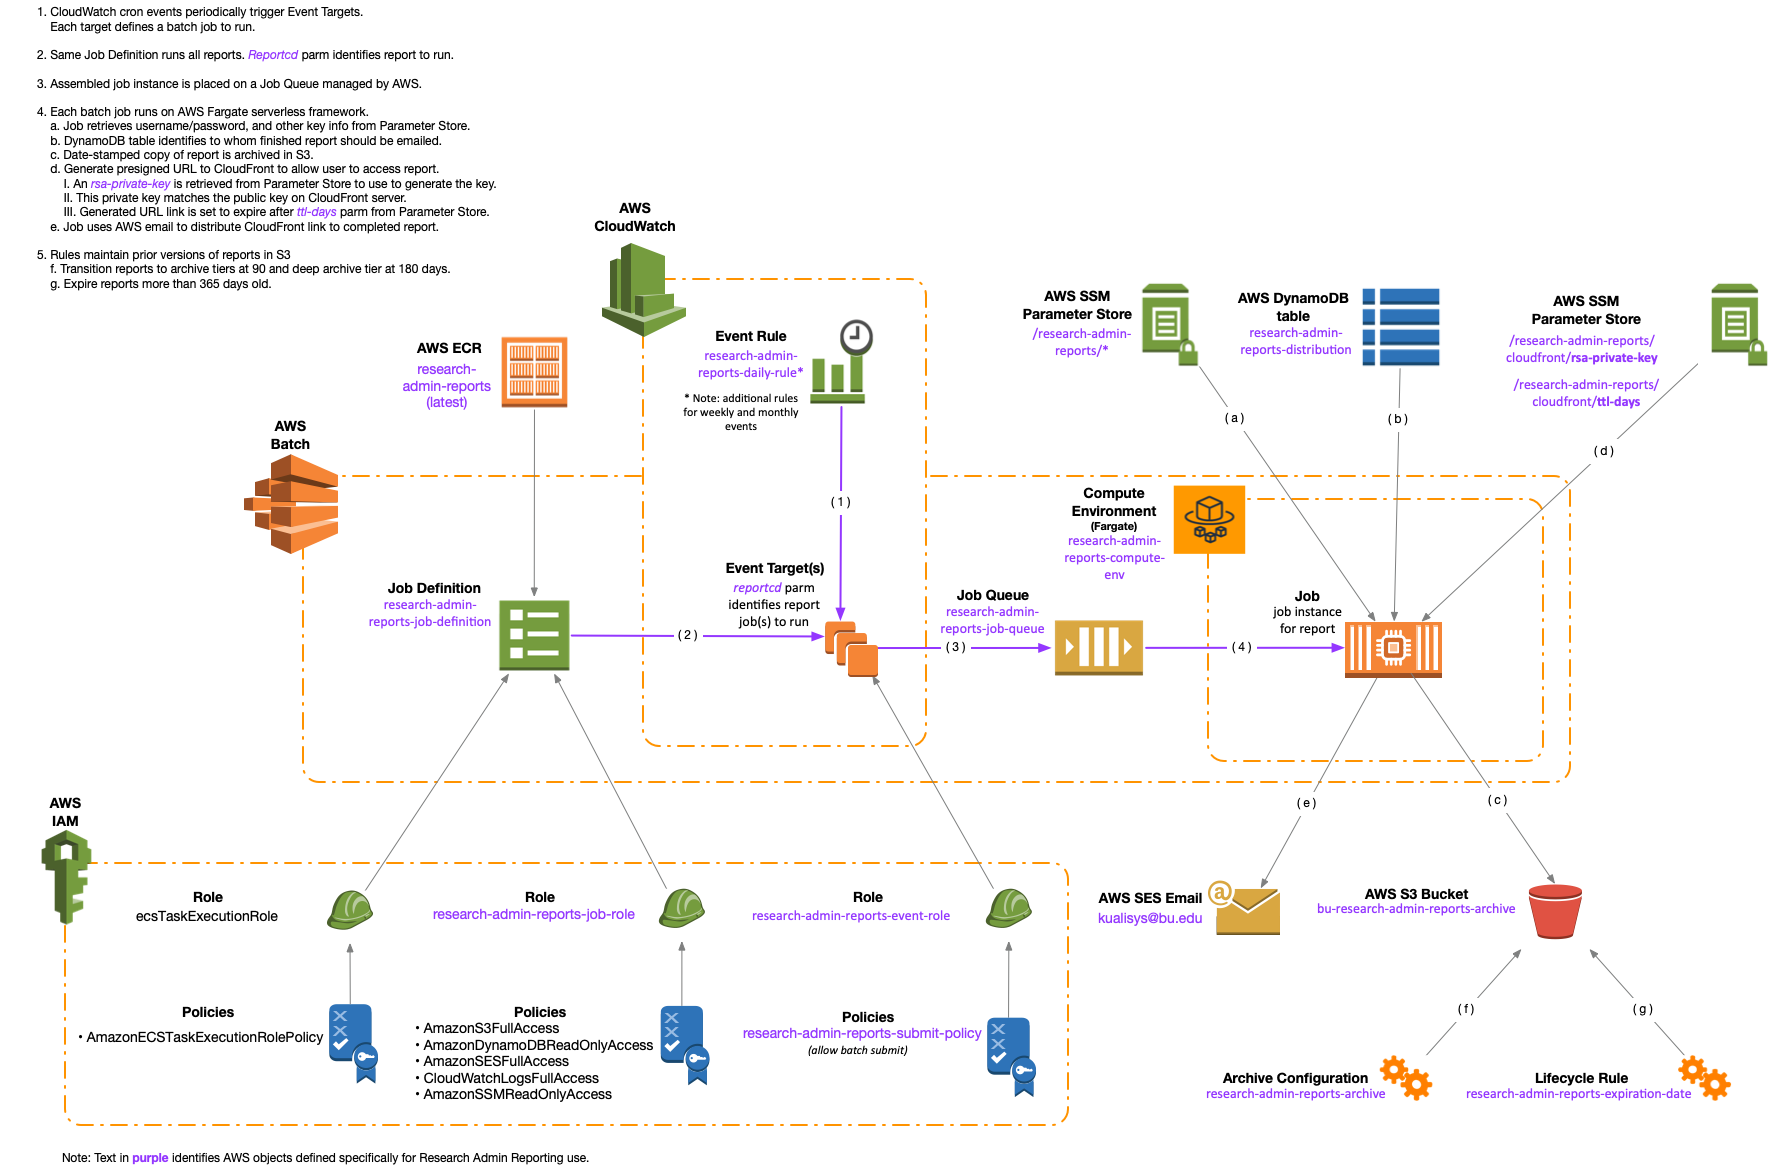 1. CloudWatch cron events periodically trigger Event Targets.
Each target defines a batch job to run.
2. Same Job Definition runs all reports. Reportcd parm identifies report to run.
3. Assembled job instance is placed on a Job Queue managed by AWS.
4. Each batch job runs on AWS Fargate serverless framework.
a. Job retrieves username/password, and other key info from Parameter Store.
b. DynamoDB table identifies to whom finished report should be emailed.
c. Date-stamped copy of report is archived in S3.
d. Generate presigned URL to CloudFront to allow user to access report.
I. An rsa-private-key is retrieved from Parameter Store to use to generate the key.
II. This private key matches the public key on CloudFront server.
III. Generated URL link is set to expire after ttl-days parm from Parameter Store.
e. Job uses AWS email to distribute CloudFront link to completed report.
5. Rules maintain prior versions of reports in S3
f. Transition reports to archive tiers at 90 and deep archive tier at 180 days.
g. Expire reports more than 365 days old.
AWS
CloudWatch
AWS ECR
research-
admin-reports
(latest)
Event Rule
research-admin-
reports-daily-rule*
* Note: additional rules
for weekly and monthly
events
AWS SSM
Parameter Store
/research-admin-
reports/*
AWS DynamoDB
table
research-admin-
reports-distribution
AWS SSM
Parameter Store
/research-admin-reports/
cloudfront/rsa-private-key
/research-admin-reports/
cloudfront/ttl-days
AWS
Batch
(a)
(b)
(d)
(1)
Compute
Environment
(Fargate)
research-admin-
reports-compute-
env
Job Definition
research-admin-
reports-job-definition
(2)
Event Target(s)
reportcd parm
identifies report
job(s) to run
Job Queue
research-admin-
reports-job-queue
(3)
(4)
Job
job instance
for report
(e)
(c)
AWS
IAM
Role
ecsTaskExecutionRole
Role
research-admin-reports-job-role
Role
research-admin-reports-event-role
AWS SES Email
kualisys@bu.edu
@
AWS S3 Bucket
bu-research-admin-reports-archive
Policies
• AmazonECSTaskExecutionRolePolicy
Policies
• AmazonS3FullAccess
• AmazonDynamoDBReadOnlyAccess
• AmazonSESFullAccess
• CloudWatchLogsFullAccess
• AmazonSSMReadOnlyAccess
Policies
research-admin-reports-submit-policy
(allow batch submit)
(f)
(g)
Archive Configuration
research-admin-reports-archive
Lifecycle Rule
research-admin-reports-expiration-date
Note: Text in purple identifies AWS objects defined specifically for Research Admin Reporting use.